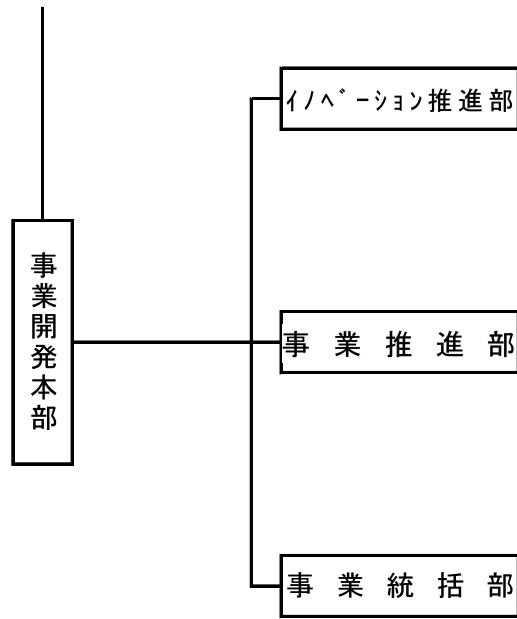 ｲﾉﾍﾞｰｼｮﾝ推進部
事業開発本部
事業推進部
事業統括部